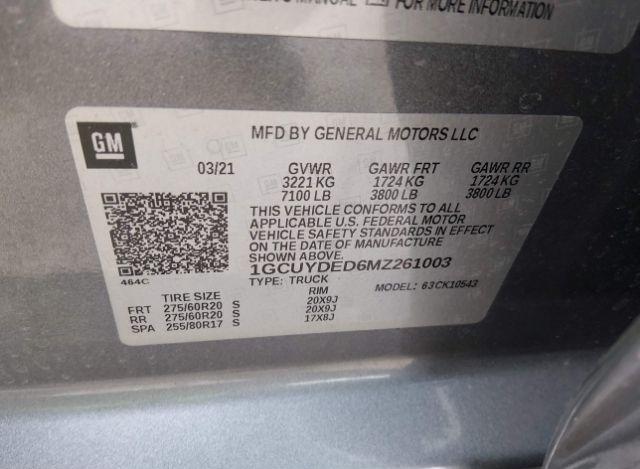 FOR MORE INFORMATION
GM
MFD BY GENERAL MOTORS LLC
03/21 GVWR GAWR FRT GAWR RR
3221 KG 1724 KG 1724 KG
7100 LB 3800 LB 3800 LB
THIS VEHICLE CONFORMS TO ALL
APPLICABLE U.S. FEDERAL MOTOR
VEHICLE SAFETY STANDARDS IN EFFECT
ON THE DATE OF MANUFACTURE
SHOWN ABOVE.
1GCUYDED6MZ261003
464C
TYPE: TRUCK MODEL: 63CK10543
TIRE SIZE RIM
FRT 275/60R20 S 20X9J
RR 275/60R20 S 20X9J
SPA 255/80R17 S 17X8J